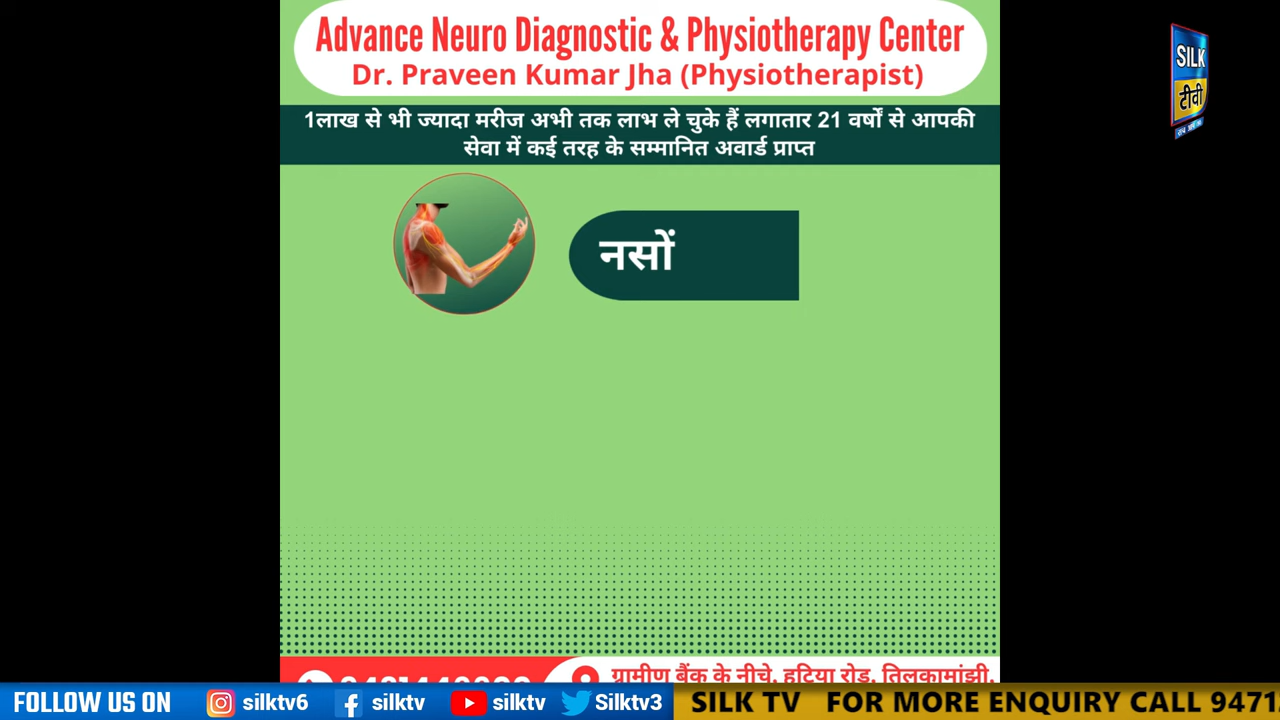 Advance Neuro Diagnostic & Physiotherapy Center
Dr. Praveen Kumar Jha (Physiotherapist)
1लाख से भी ज्यादा मरीज अभी तक लाभ ले चुके हैं लगातार 21 वर्षों से आपकी
सेवा में कई तरह के सम्मानित अवार्ड प्राप्त
SILK
टीवी
नसों
ग्रामीण बैंक के नीचे, हटिया रोड, तिलकामांझी,
FOLLOW US ON silktv6 silktv silktv Silktv3 SILK TV FOR MORE ENQUIRY CALL 9471